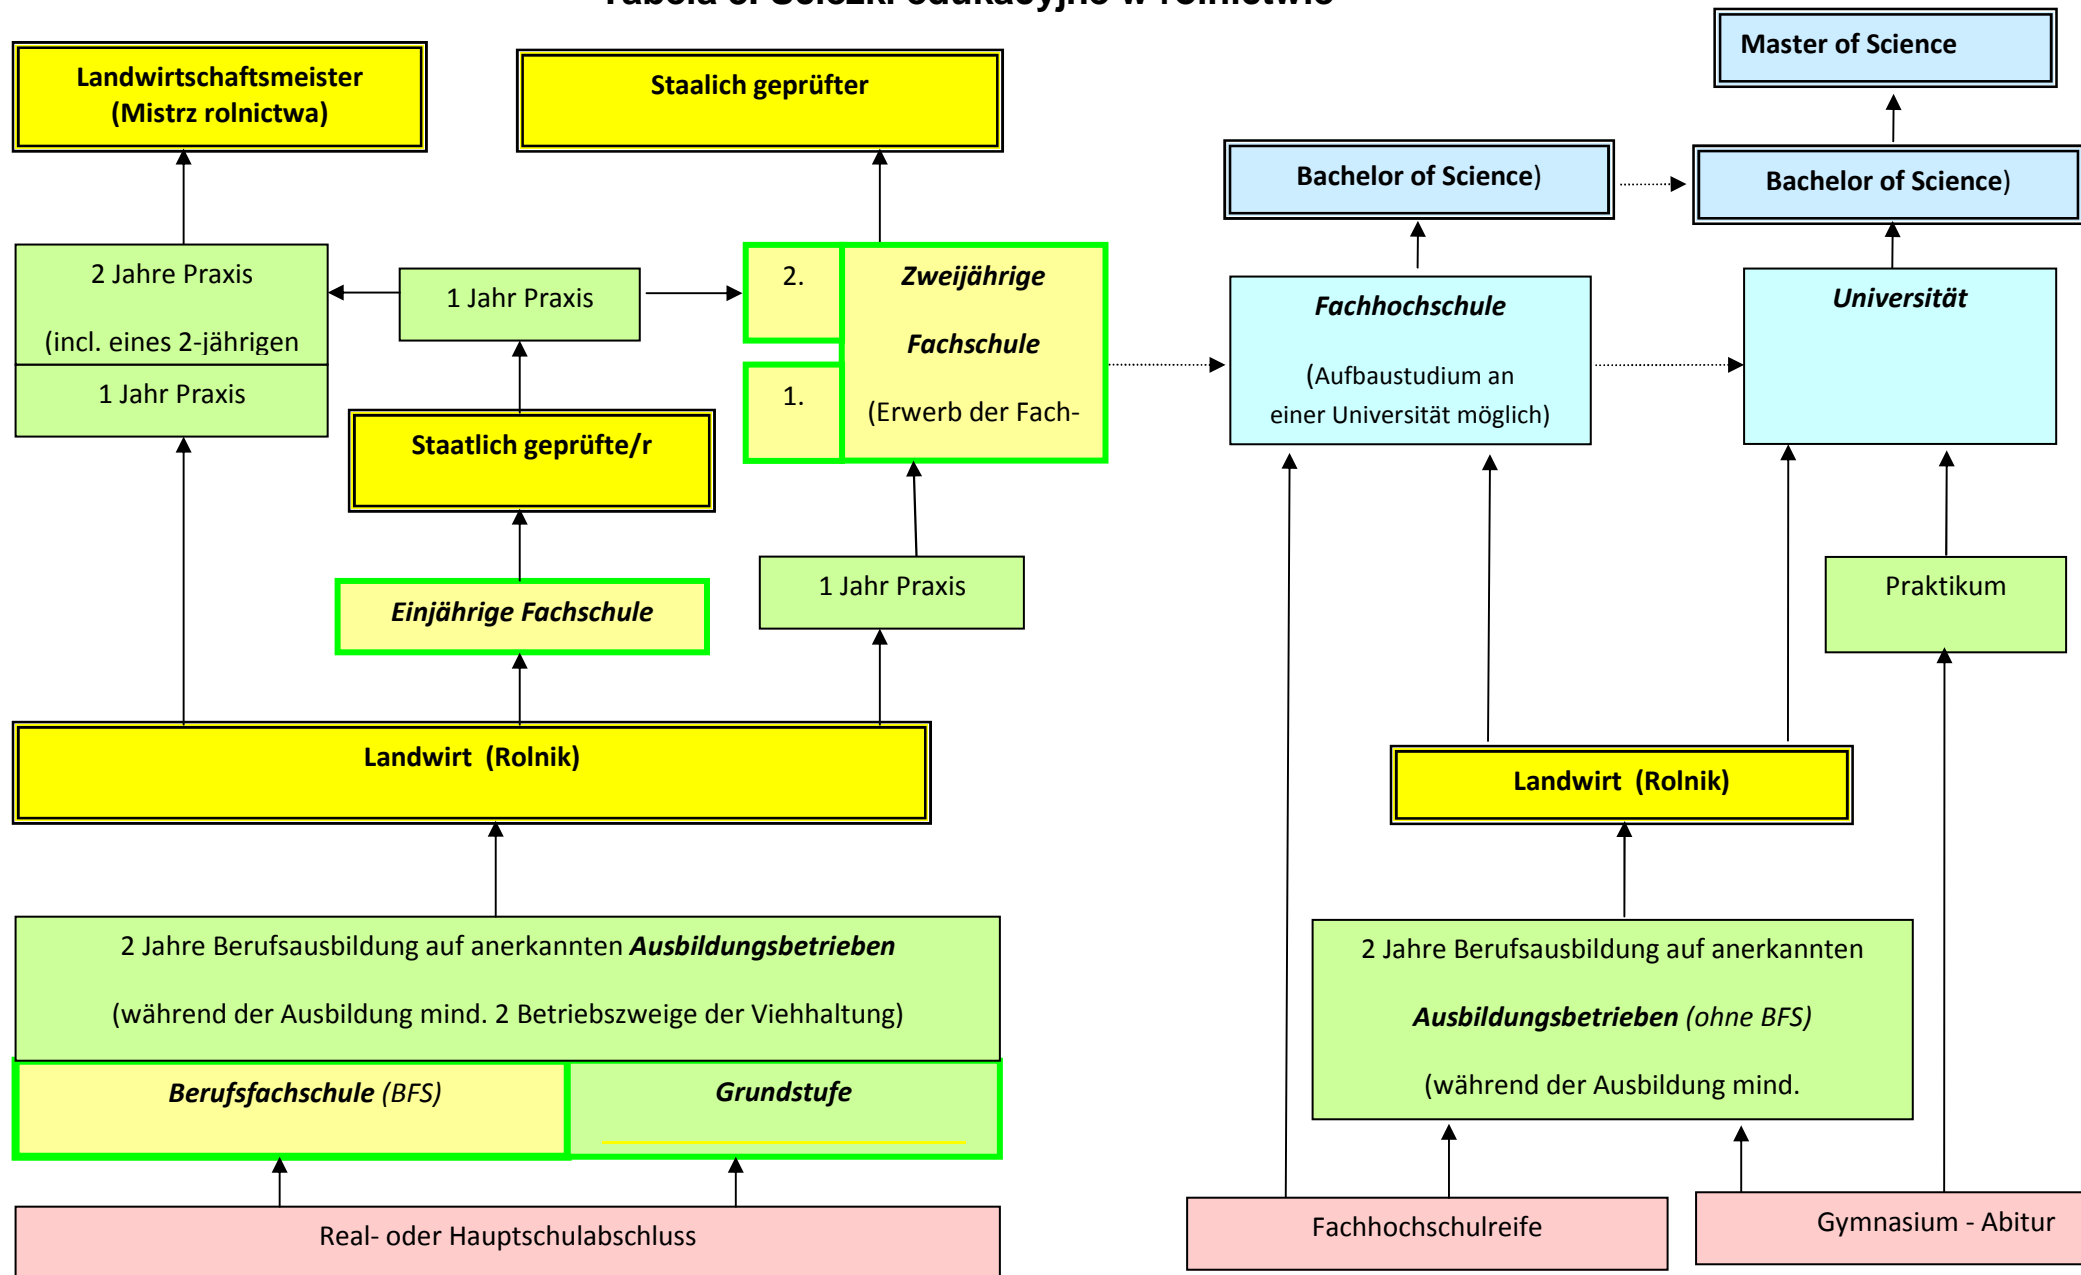 Landwirtschaftsmeister
(Mistrz rolnictwa)
Staalich geprüfter
Master of Science
Bachelor of Science)
Bachelor of Science)
2 Jahre Praxis
(incl. eines 2-jährigen
1 Jahr Praxis
1 Jahr Praxis
2.
1.
Zweijährige
Fachschule
(Erwerb der Fach-
Fachhochschule
(Aufbaustudium an
einer Universität möglich)
Universität
Staatlich geprüfte/r
Einjährige Fachschule
1 Jahr Praxis
Praktikum
Landwirt (Rolnik)
Landwirt (Rolnik)
2 Jahre Berufsausbildung auf anerkannten Ausbildungsbetrieben
(während der Ausbildung mind. 2 Betriebszweige der Viehhaltung)
Berufsfachschule (BFS)
Grundstufe
2 Jahre Berufsausbildung auf anerkannten
Ausbildungsbetrieben (ohne BFS)
(während der Ausbildung mind.
Real- oder Hauptschulabschluss
Fachhochschulreife
Gymnasium - Abitur